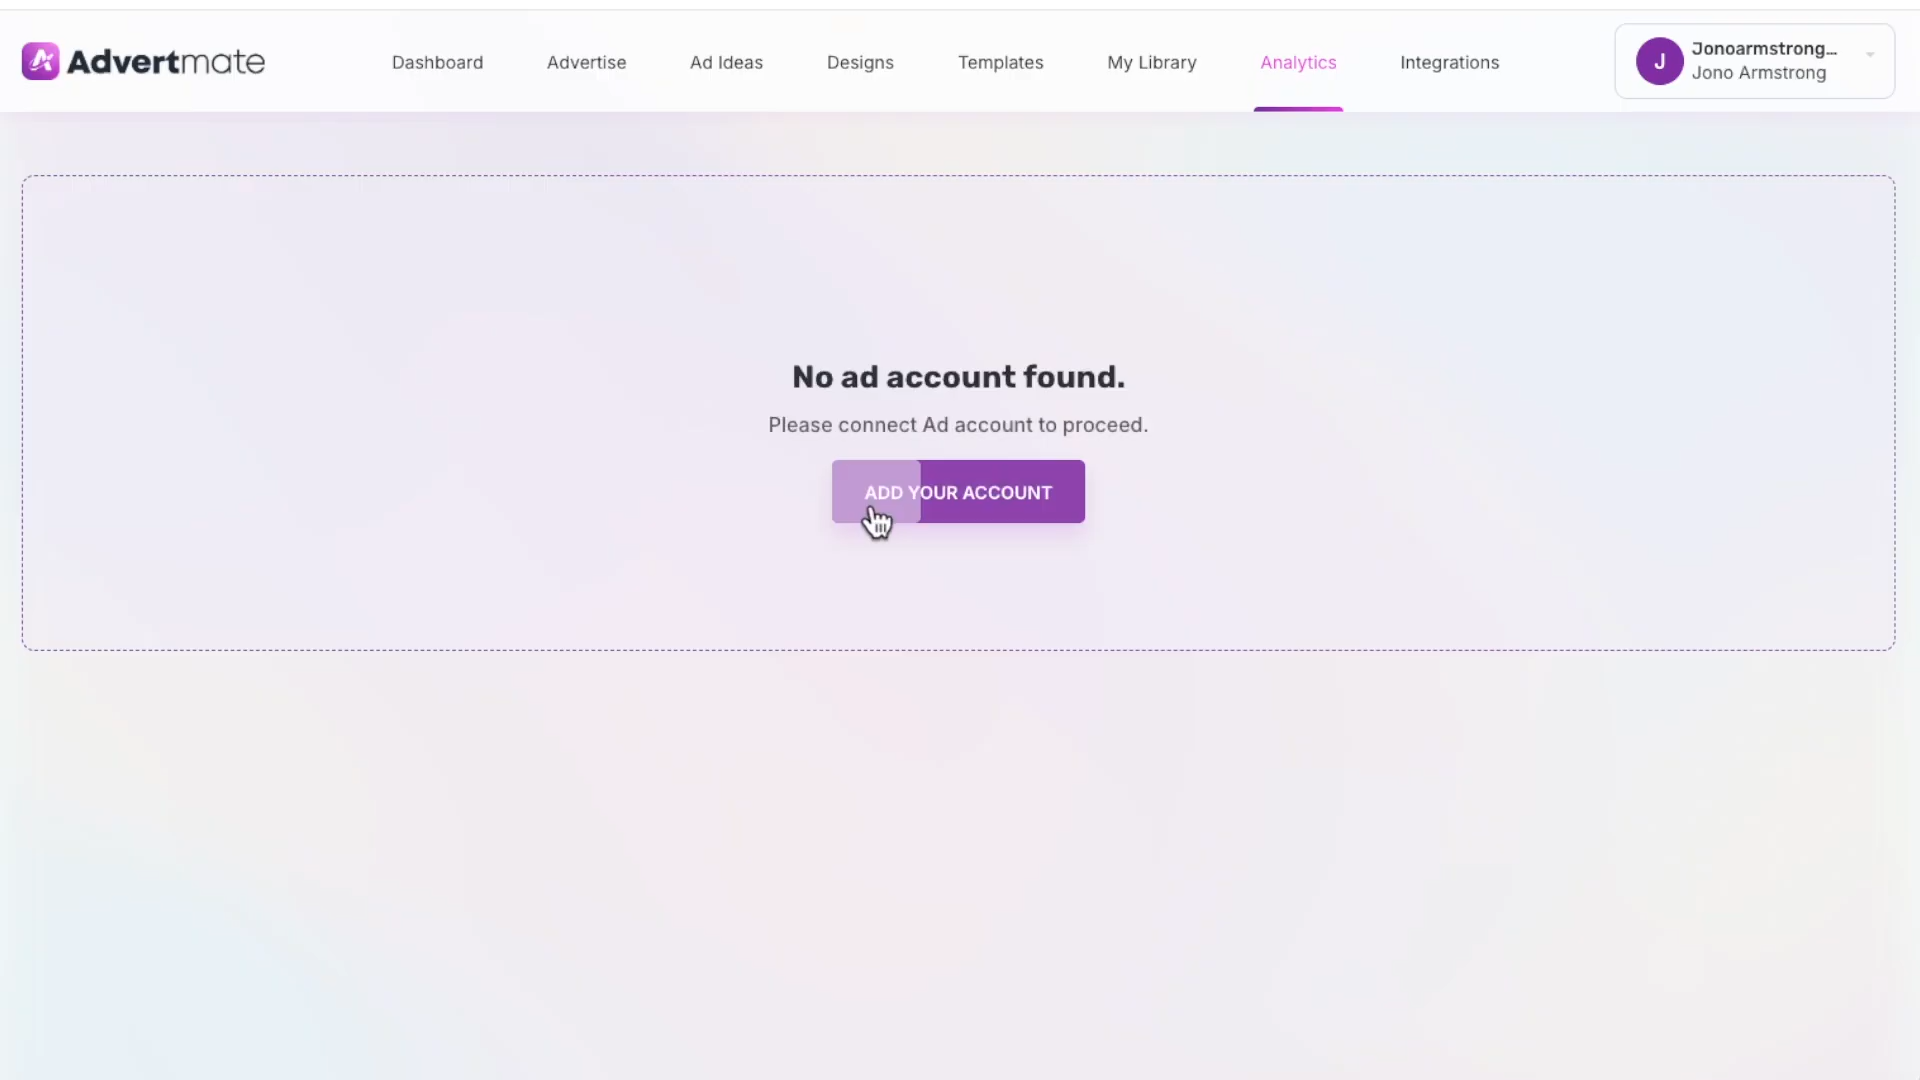 Advertmate
Dashboard
Advertise
Ad Ideas
Designs
Templates
My Library
Analytics
Integrations
J
Jonoarmstrong...
Jono Armstrong
No ad account found.
Please connect Ad account to proceed.
ADD YOUR ACCOUNT